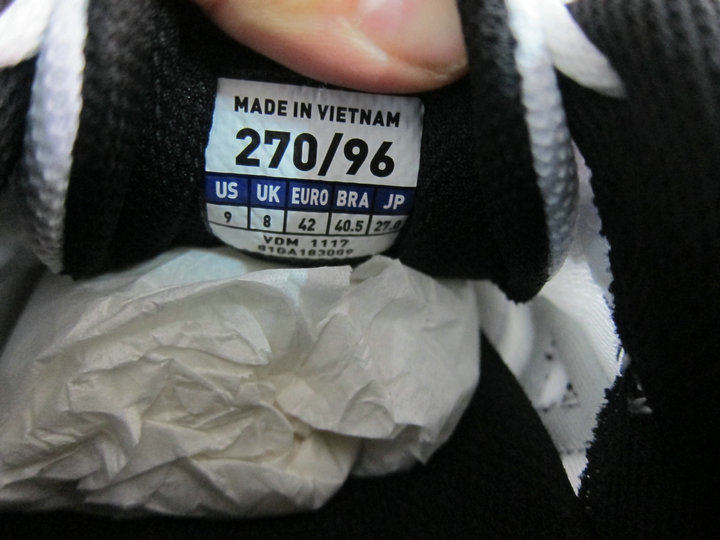 MADE IN VIETNAM
270/96
US UK EURO BRA JP
9 8 42 40.5 27.0
VDM 1117
81GA183009